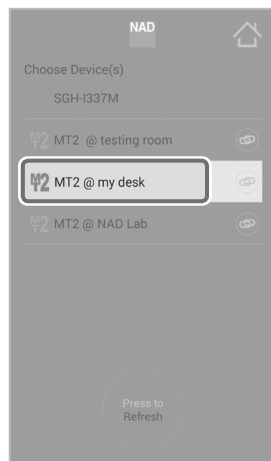 NAD
Choose Device(s)
SGH-I337M
MT2 @ testing room
MT2 @ my desk
MT2 @ NAD Lab
Press to
Refresh